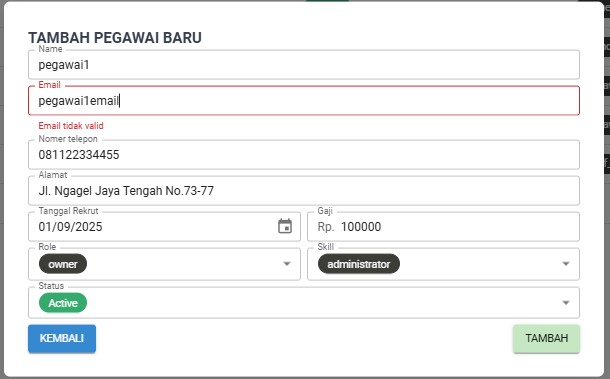 TAMBAH PEGAWAI BARU
Name
pegawai1
Email
pegawai1email
Email tidak valid
Nomer telepon
081122334455
Alamat
Jl. Ngagel Jaya Tengah No.73-77
Tanggal Rekrut
01/09/2025
Gaji
Rp. 100000
Role
owner
Skill
administrator
Status
Active
KEMBALI
TAMBAH